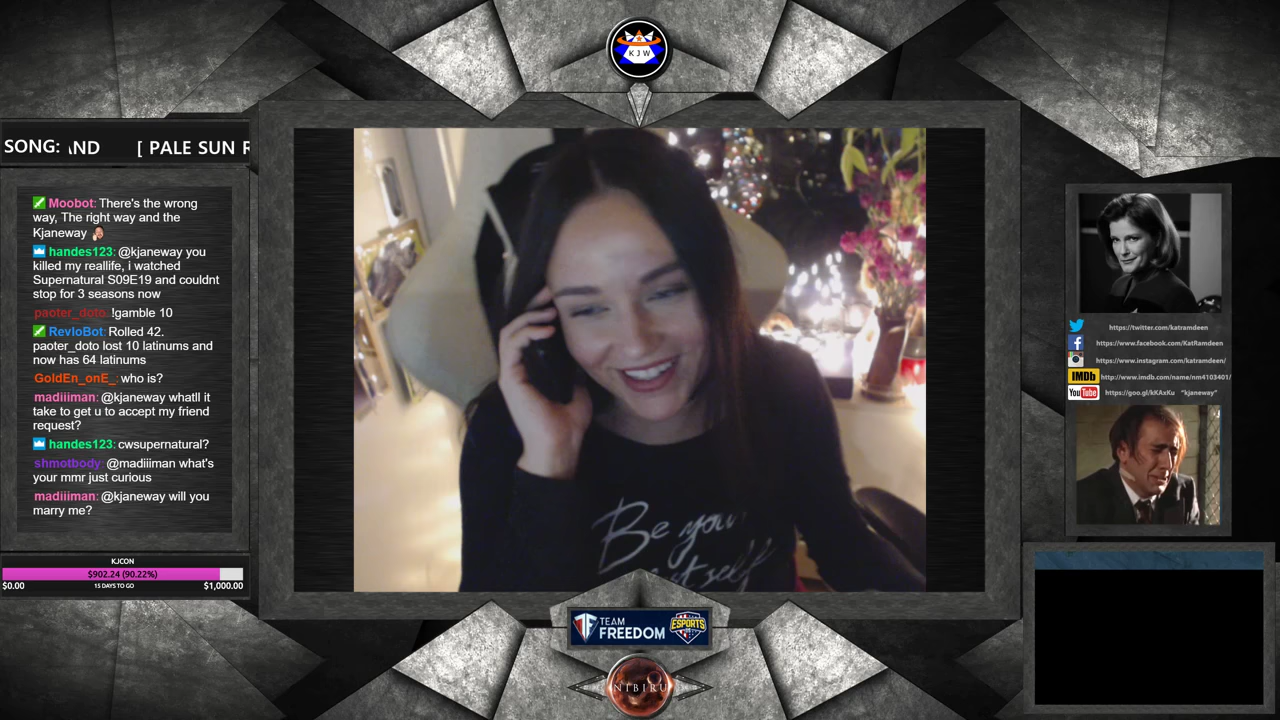 K J W
SONG: ND [ PALE SUN R
Moobot: There's the wrong
way, The right way and the
Kjaneway
handes123: @kjaneway you
killed my reallife, i watched
Supernatural S09E19 and couldnt
stop for 3 seasons now
paoter_doto: !gamble 10
RevloBot: Rolled 42.
paoter_doto lost 10 latinums and
now has 64 latinums
GoldEn_onE_: who is?
madiiiman: @kjaneway whatll it
take to get u to accept my friend
request?
handes123: cwsupernatural?
shmotbody: @madiiiman what's
your mmr just curious
madiiiman: @kjaneway will you
marry me?
KJCON
$902.24 (90.22%)
$0.00 15 DAYS TO GO $1,000.00
Be your
self
TEAM
FREEDOM
ESPORTS
NIBIRU
https://twitter.com/katramdeen
https://www.facebook.com/KatRamdeen
https://www.instagram.com/katramdeen/
IMDb http://www.imdb.com/name/nm4103401/
YouTube https://goo.gl/kKAxKu "kjaneway"